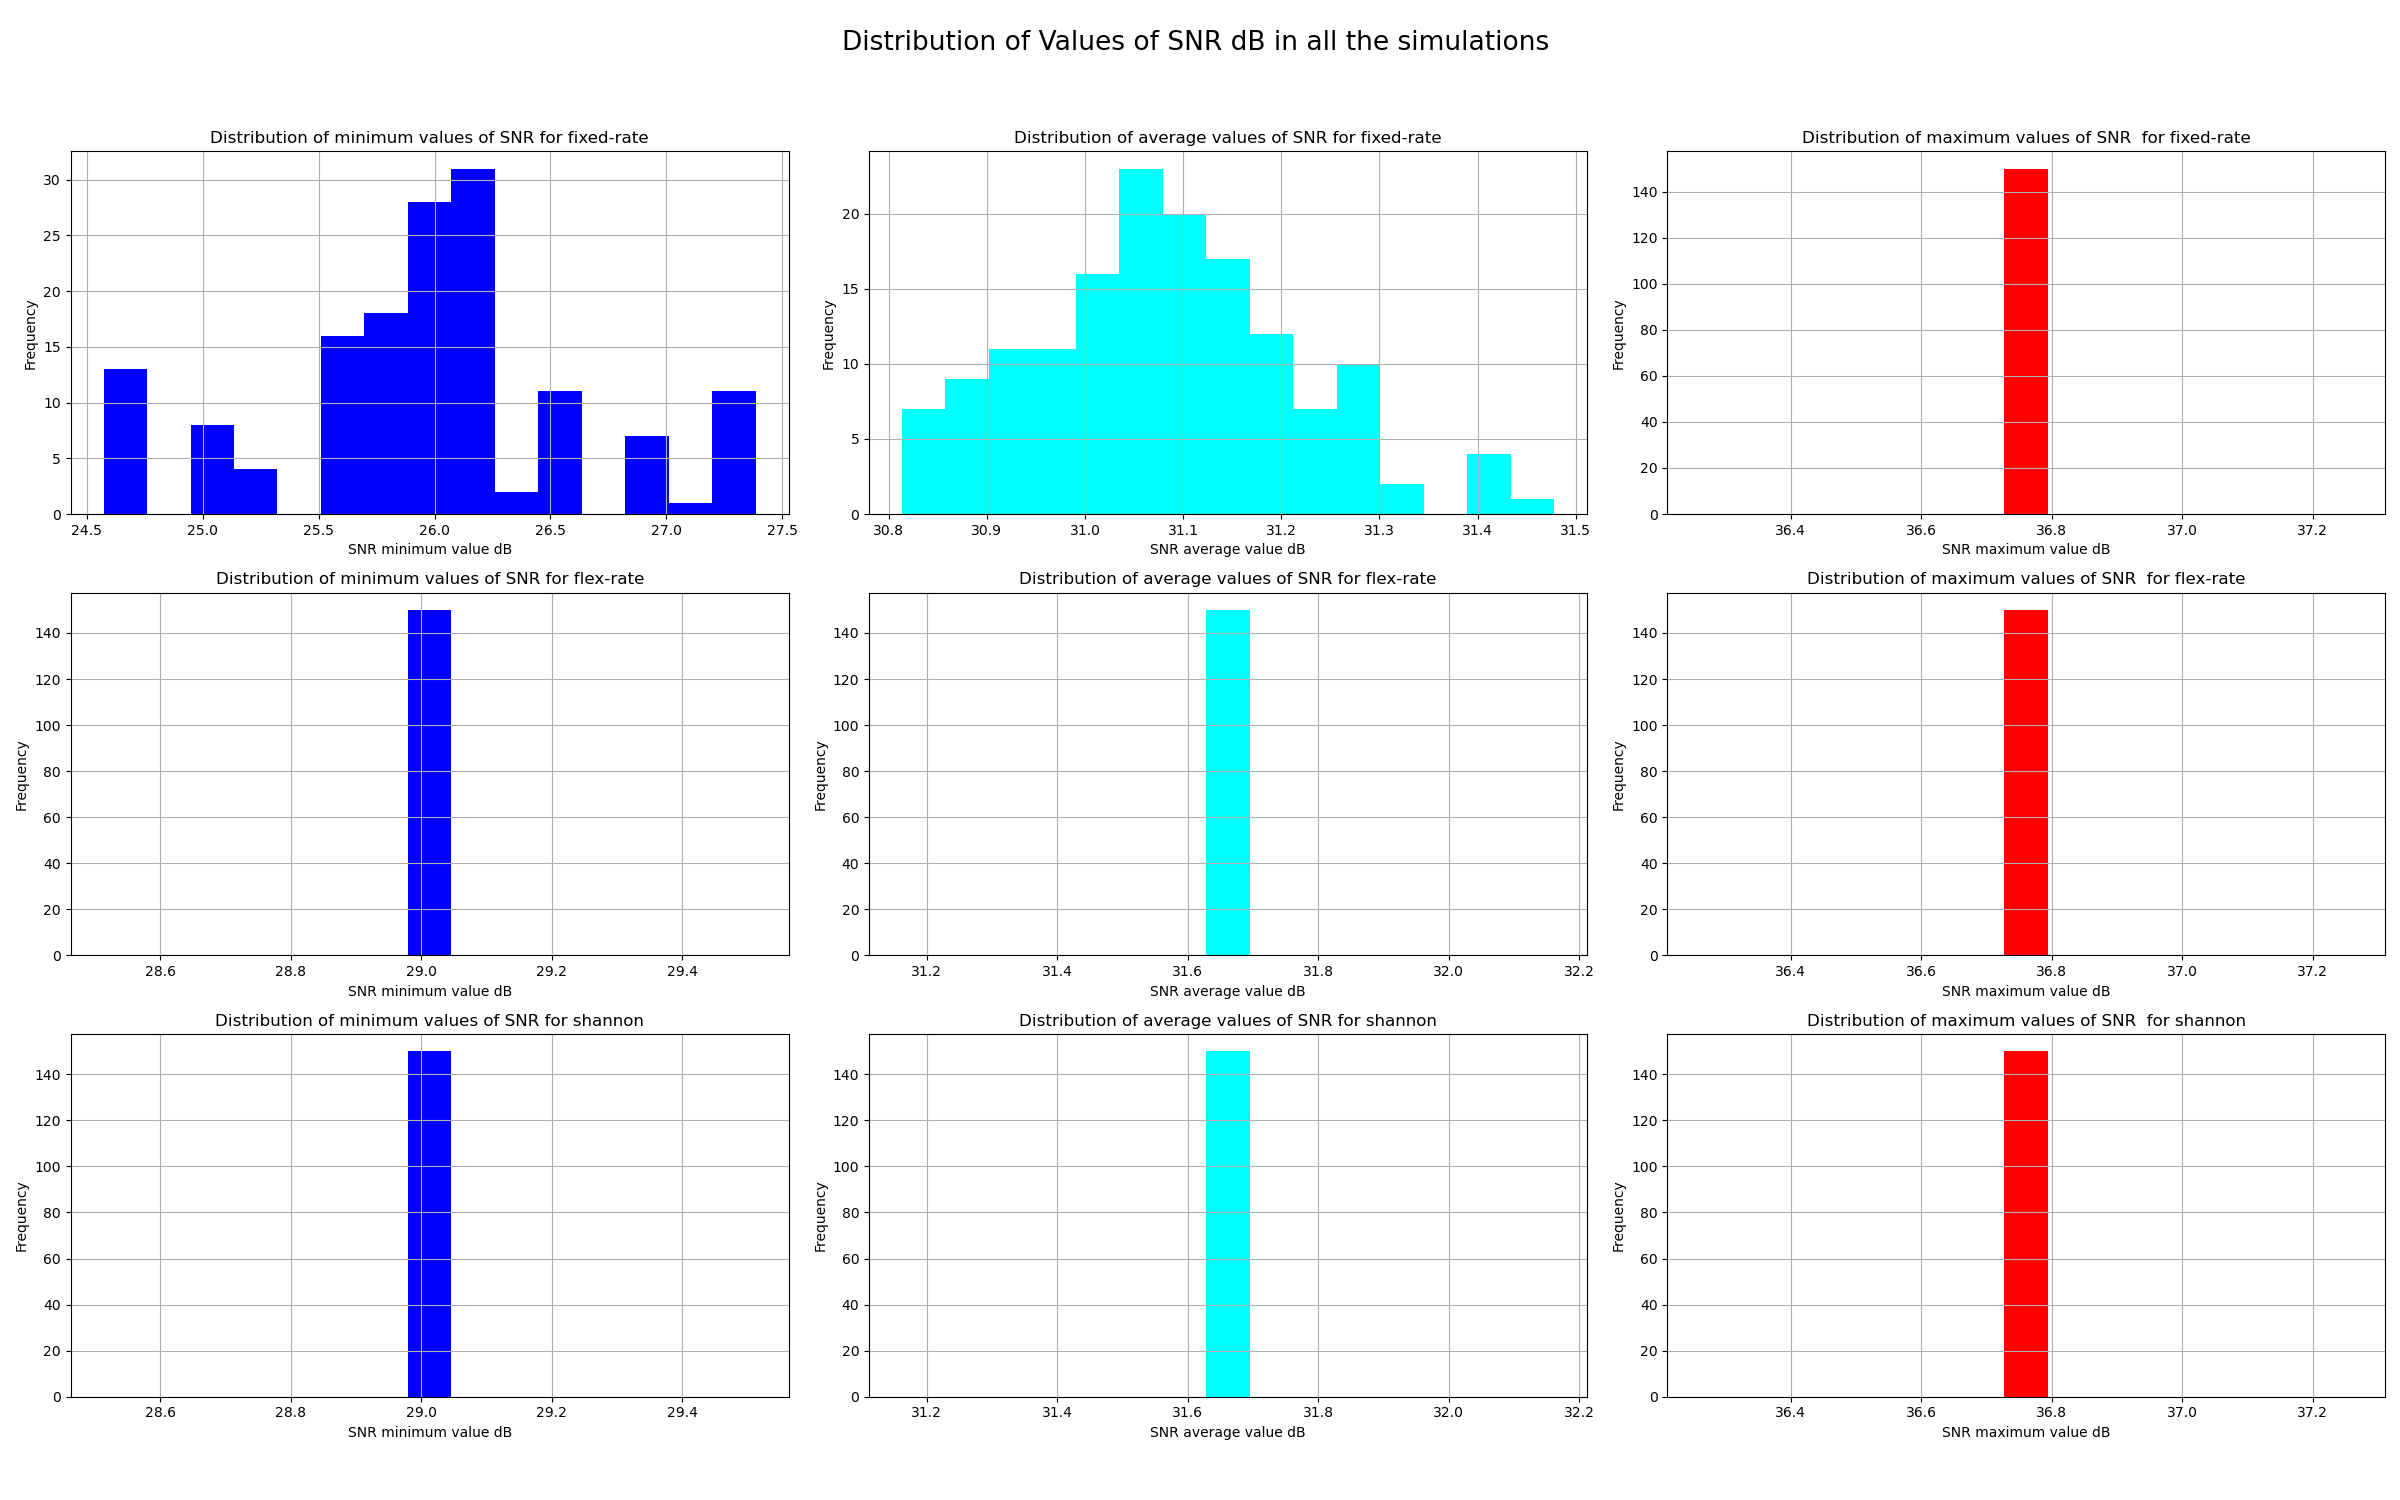 Distribution of Values of SNR dB in all the simulations
Distribution of minimum values of SNR for fixed-rate
Frequency
30
25
20
15
10
5
0
24.5 25.0 25.5 26.0 26.5 27.0 27.5
SNR minimum value dB
Distribution of average values of SNR for fixed-rate
Frequency
20
15
10
5
0
30.8 30.9 31.0 31.1 31.2 31.3 31.4 31.5
SNR average value dB
Distribution of maximum values of SNR  for fixed-rate
Frequency
140
120
100
80
60
40
20
0
36.4 36.6 36.8 37.0 37.2
SNR maximum value dB
Distribution of minimum values of SNR for flex-rate
Frequency
140
120
100
80
60
40
20
0
28.6 28.8 29.0 29.2 29.4
SNR minimum value dB
Distribution of average values of SNR for flex-rate
Frequency
140
120
100
80
60
40
20
0
31.2 31.4 31.6 31.8 32.0 32.2
SNR average value dB
Distribution of maximum values of SNR  for flex-rate
Frequency
140
120
100
80
60
40
20
0
36.4 36.6 36.8 37.0 37.2
SNR maximum value dB
Distribution of minimum values of SNR for shannon
Frequency
140
120
100
80
60
40
20
0
28.6 28.8 29.0 29.2 29.4
SNR minimum value dB
Distribution of average values of SNR for shannon
Frequency
140
120
100
80
60
40
20
0
31.2 31.4 31.6 31.8 32.0 32.2
SNR average value dB
Distribution of maximum values of SNR  for shannon
Frequency
140
120
100
80
60
40
20
0
36.4 36.6 36.8 37.0 37.2
SNR maximum value dB